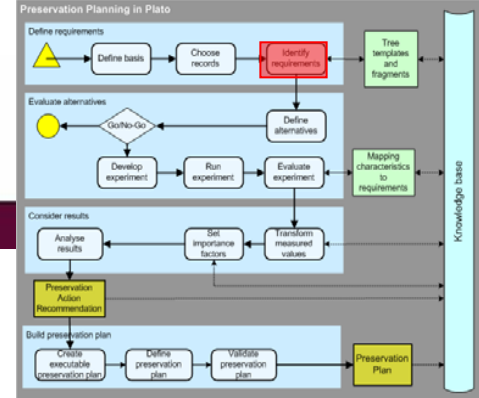 Preservation Planning in Plato
Define requirements
Define basis
Choose
records
Identify
requirements
Tree
templates
and
fragments
Evaluate alternatives
Go/No-Go
Define
alternatives
Develop
experiment
Run
experiment
Evaluate
experiment
Mapping
characteristics
to
requirements
Knowledge base
Consider results
Analyse
results
Set
importance
factors
Transform
measured
values
Preservation
Action
Recommendation
Build preservation plan
Create
executable
preservation plan
Define
preservation
plan
Validate
preservation
plan
Preservation
Plan